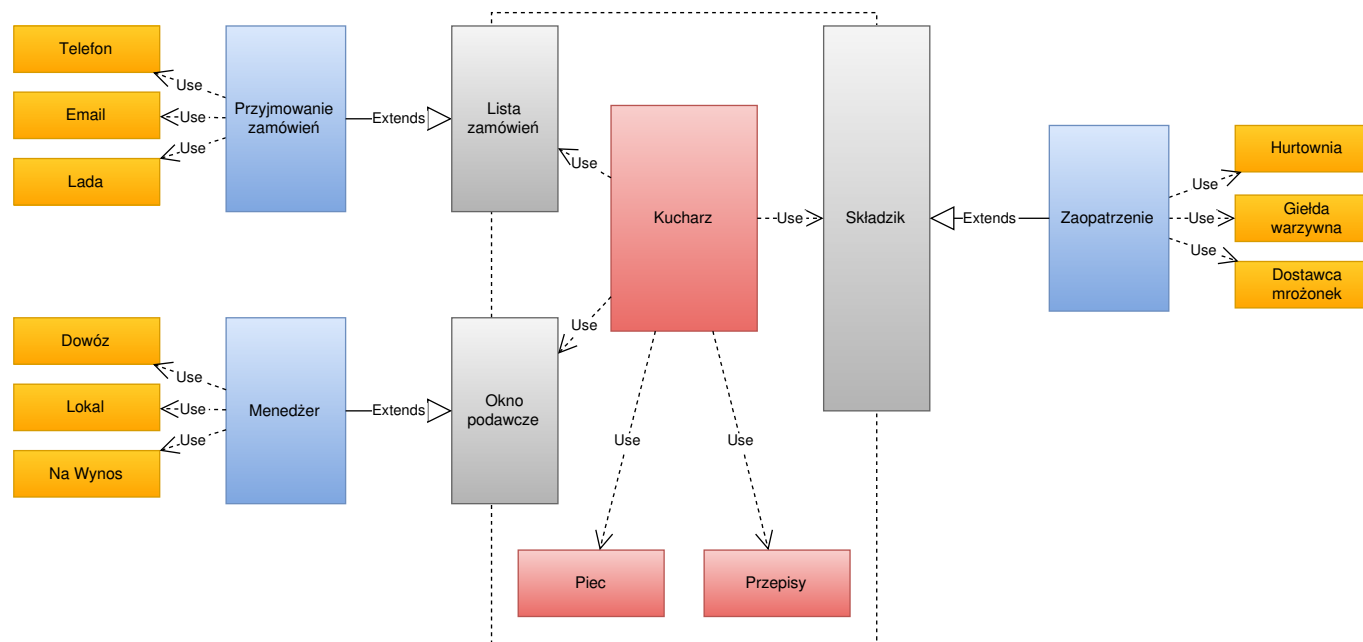 Telefon
Email
Lada
Use
Use
Use
Przyjmowanie
zamówień
Extends
Lista
zamówień
Use
Kucharz
Use
Składzik
Extends
Zaopatrzenie
Use
Use
Use
Hurtownia
Giełda
warzywna
Dostawca
mrożonek
Dowóz
Lokal
Na Wynos
Use
Use
Use
Menedżer
Extends
Okno
podawcze
Use
Use
Use
Piec
Przepisy